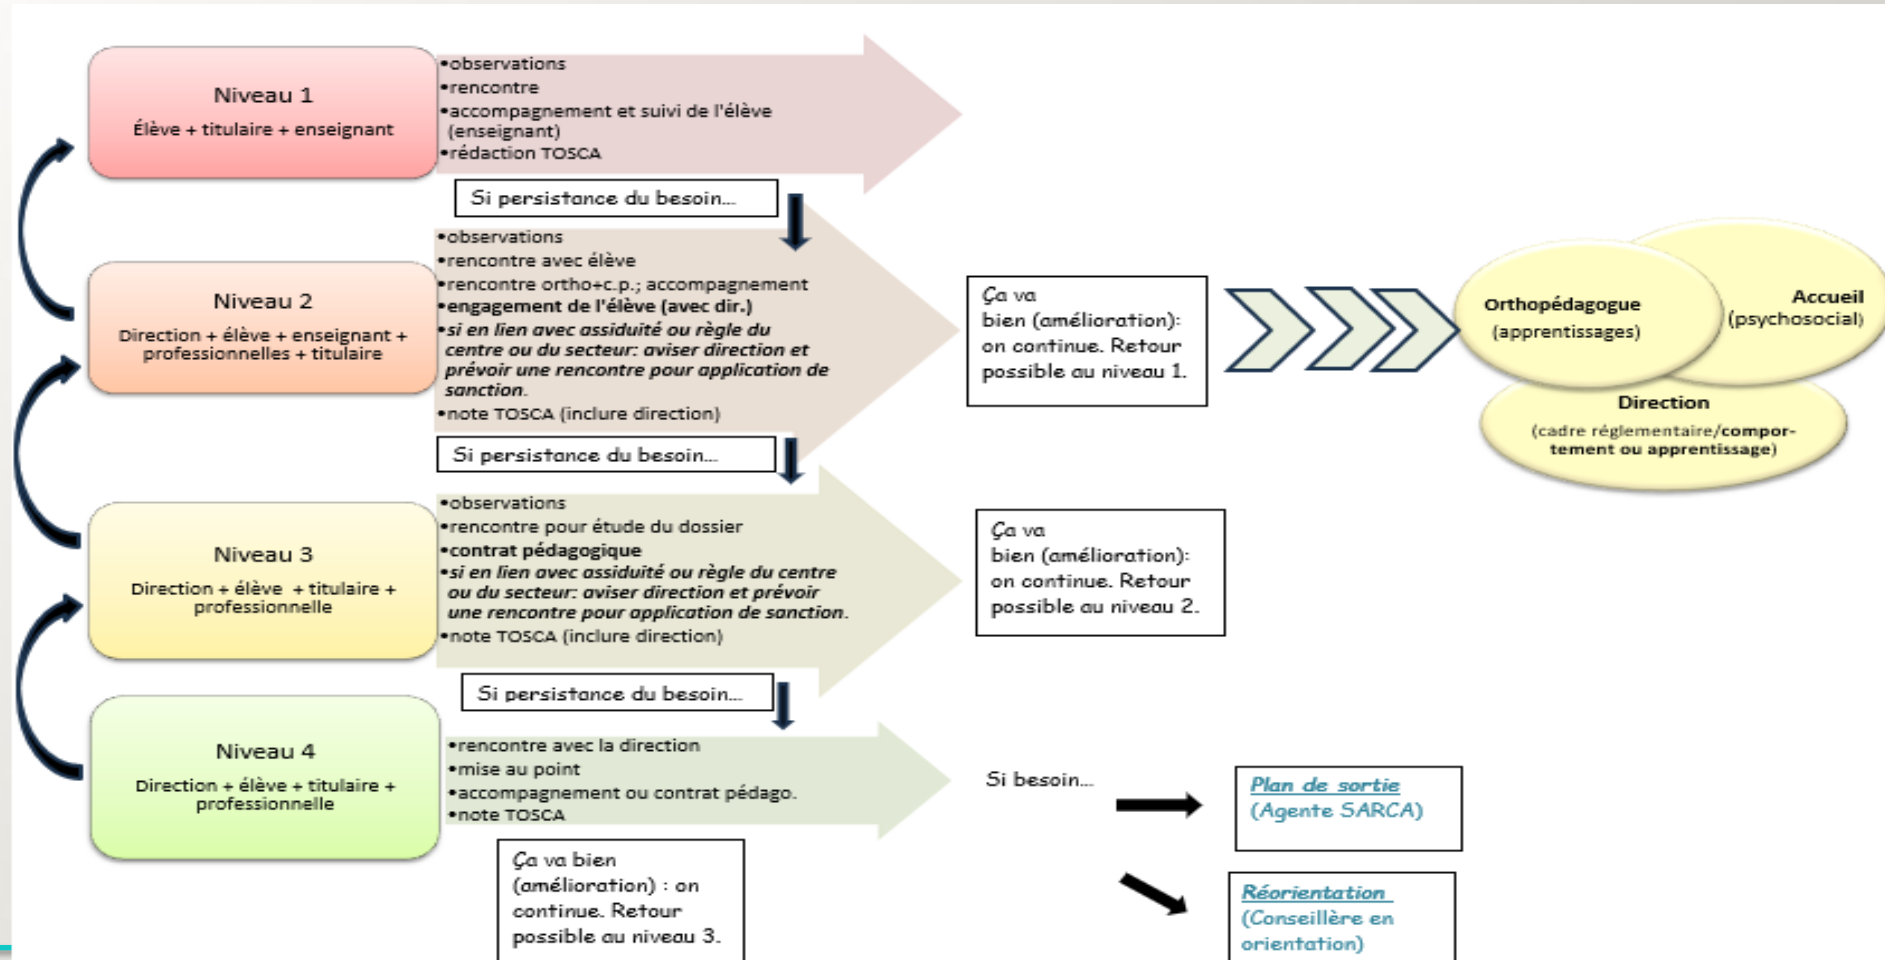 Niveau 1
Élève + titulaire + enseignant
•observations
•rencontre
•accompagnement et suivi de l'élève
(enseignant)
•rédaction TOSCA
Si persistance du besoin...
Niveau 2
Direction + élève + enseignant +
professionnelles + titulaire
•observations
•rencontre avec élève
•rencontre ortho+c.p.; accompagnement
•engagement de l'élève (avec dir.)
•si en lien avec assiduité ou règle du
centre ou du secteur: aviser direction et
prévoir une rencontre pour application de
sanction.
•note TOSCA (inclure direction)
Ça va
bien (amélioration):
on continue. Retour
possible au niveau 1.
Orthopédagogue
(apprentissages)
Accueil
(psychosocial)
Direction
(cadre réglementaire/compor-
tement ou apprentissage)
Si persistance du besoin...
Niveau 3
Direction + élève + titulaire +
professionnelle
•observations
•rencontre pour étude du dossier
•contrat pédagogique
•si en lien avec assiduité ou règle du centre
ou du secteur: aviser direction et prévoir
une rencontre pour application de sanction.
•note TOSCA (inclure direction)
Ça va
bien (amélioration):
on continue. Retour
possible au niveau 2.
Si persistance du besoin...
Niveau 4
Direction + élève + titulaire +
professionnelle
•rencontre avec la direction
•mise au point
•accompagnement ou contrat pédago.
•note TOSCA
Ça va bien
(amélioration) : on
continue. Retour
possible au niveau 3.
Si besoin...
Plan de sortie
(Agente SARCA)
Réorientation
(Conseillère en
orientation)